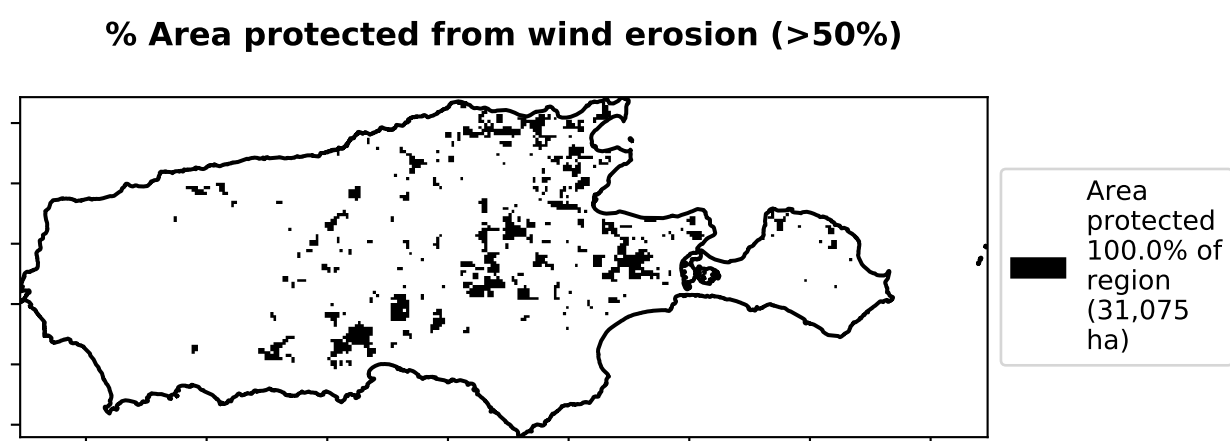 % Area protected from wind erosion (>50%)
Area
protected
100.0% of
region
(31,075
ha)